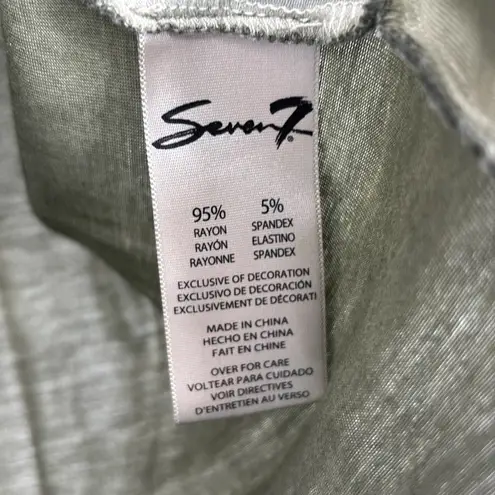 Seven7
95% 5%
RAYON SPANDEX
RAYÓN ELASTINO
RAYONNE SPANDEX
EXCLUSIVE OF DECORATION
EXCLUSIVO DE DECORACIÓN
EXCLUSIVEMENT DE DÉCORATI
MADE IN CHINA
HECHO EN CHINA
FAIT EN CHINE
OVER FOR CARE
VOLTEAR PARA CUIDADO
VOIR DIRECTIVES
D'ENTRETIEN AU VERSO